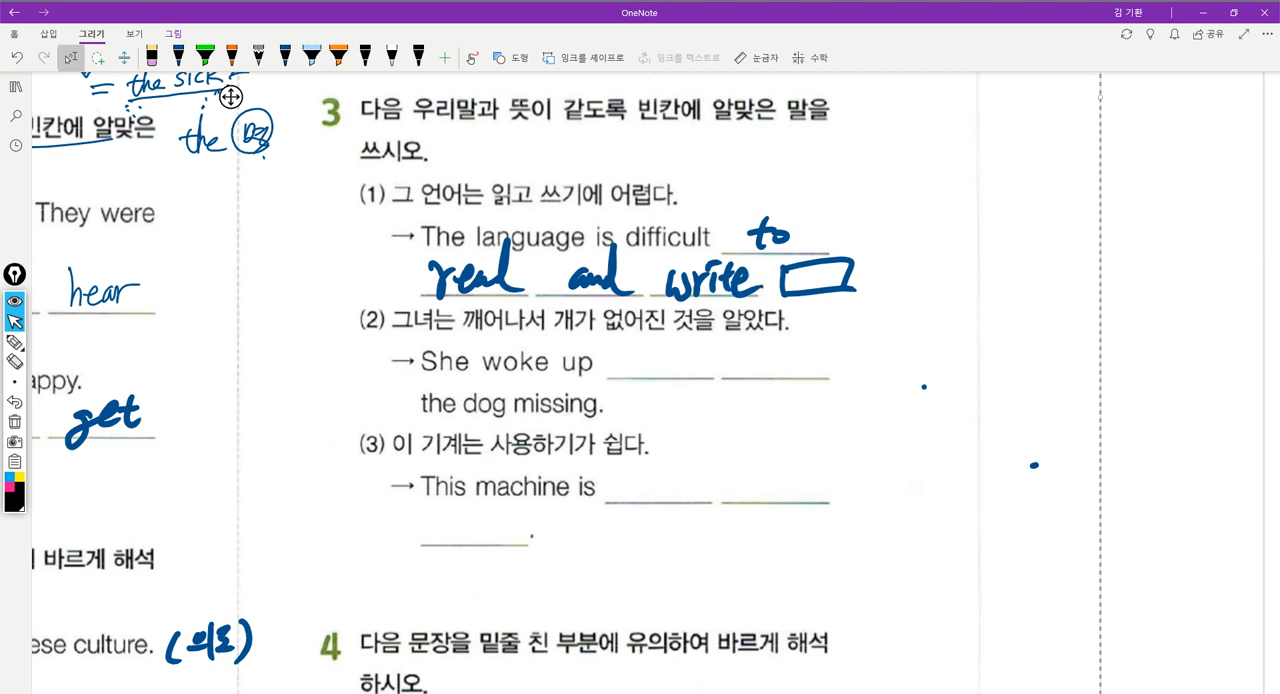 OneNote
김 기환
홈 삽입 그리기 보기 그림
공유
도형 잉크를 셰이프로 잉크를 텍스트로 눈금자 수학
= the sick
빈칸에 알맞은
the
They were
hear
appy.
get
바르게 해석
ese culture. (의도)
3 다음 우리말과 뜻이 같도록 빈칸에 알맞은 말을
쓰시오.
(1) 그 언어는 읽고 쓰기에 어렵다.
→ The language is difficult to
read and write
(2) 그녀는 깨어나서 개가 없어진 것을 알았다.
→ She woke up
the dog missing.
(3) 이 기계는 사용하기가 쉽다.
→ This machine is
.
4 다음 문장을 밑줄 친 부분에 유의하여 바르게 해석
하시오.